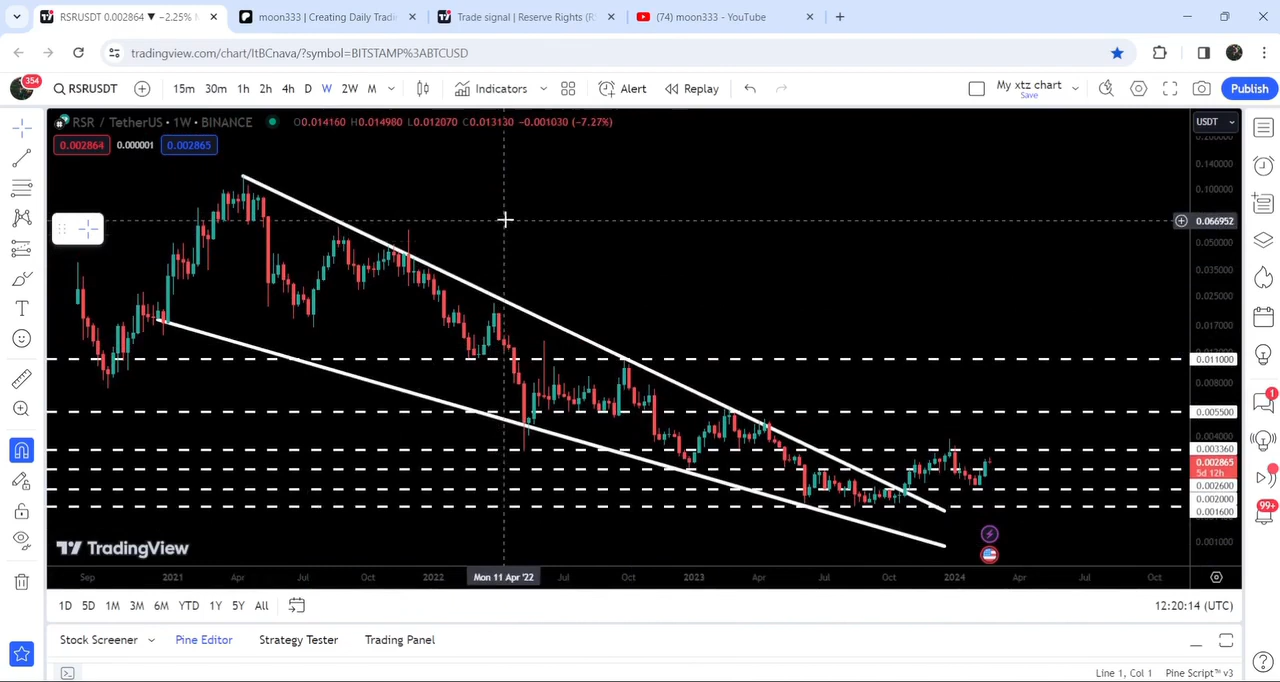 RSRUSDT 0.002864 ▼ −2.25%
moon333 | Creating Daily Tradi
Trade signal | Reserve Rights (R
(74) moon333 - YouTube
tradingview.com/chart/ItBCnava/?symbol=BITSTAMP%3ABTCUSD
354
RSRUSDT
15m 30m 1h 2h 4h D W 2W M
Indicators
Alert
Replay
My xtz chart
Save
Publish
RSR / TetherUS • 1W • BINANCE
O0.014160 H0.014980 L0.012070 C0.013130 −0.001030 (−7.27%)
USDT
0.002864 0.000001 0.002865
0.140000
0.100000
0.066952
0.050000
0.035000
0.025000
0.017000
0.011000
0.008000
0.005500
0.004000
0.003360
0.002865
5d 12h
0.002600
0.002000
0.001600
0.001000
1
99+
TradingView
Sep 2021 Apr Jul Oct 2022 Mon 11 Apr '22 Jul Oct 2023 Apr Jul Oct 2024 Apr Jul Oct
1D 5D 1M 3M 6M YTD 1Y 5Y All
12:20:14 (UTC)
Stock Screener Pine Editor Strategy Tester Trading Panel
Line 1, Col 1 Pine Script™ v3